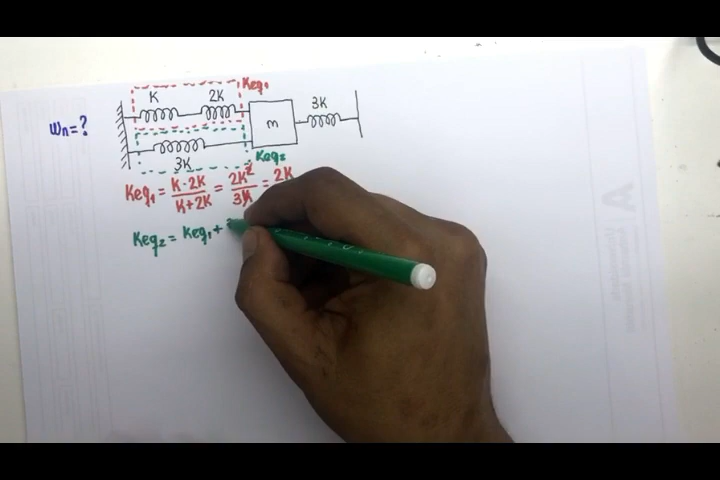 Keq₁
K 2K 3K
ωn=?
m
Keq₂
3K
Keq₁ = K·2K/K+2K = 2K²/3K = 2K
Keq₂ = Keq₁+